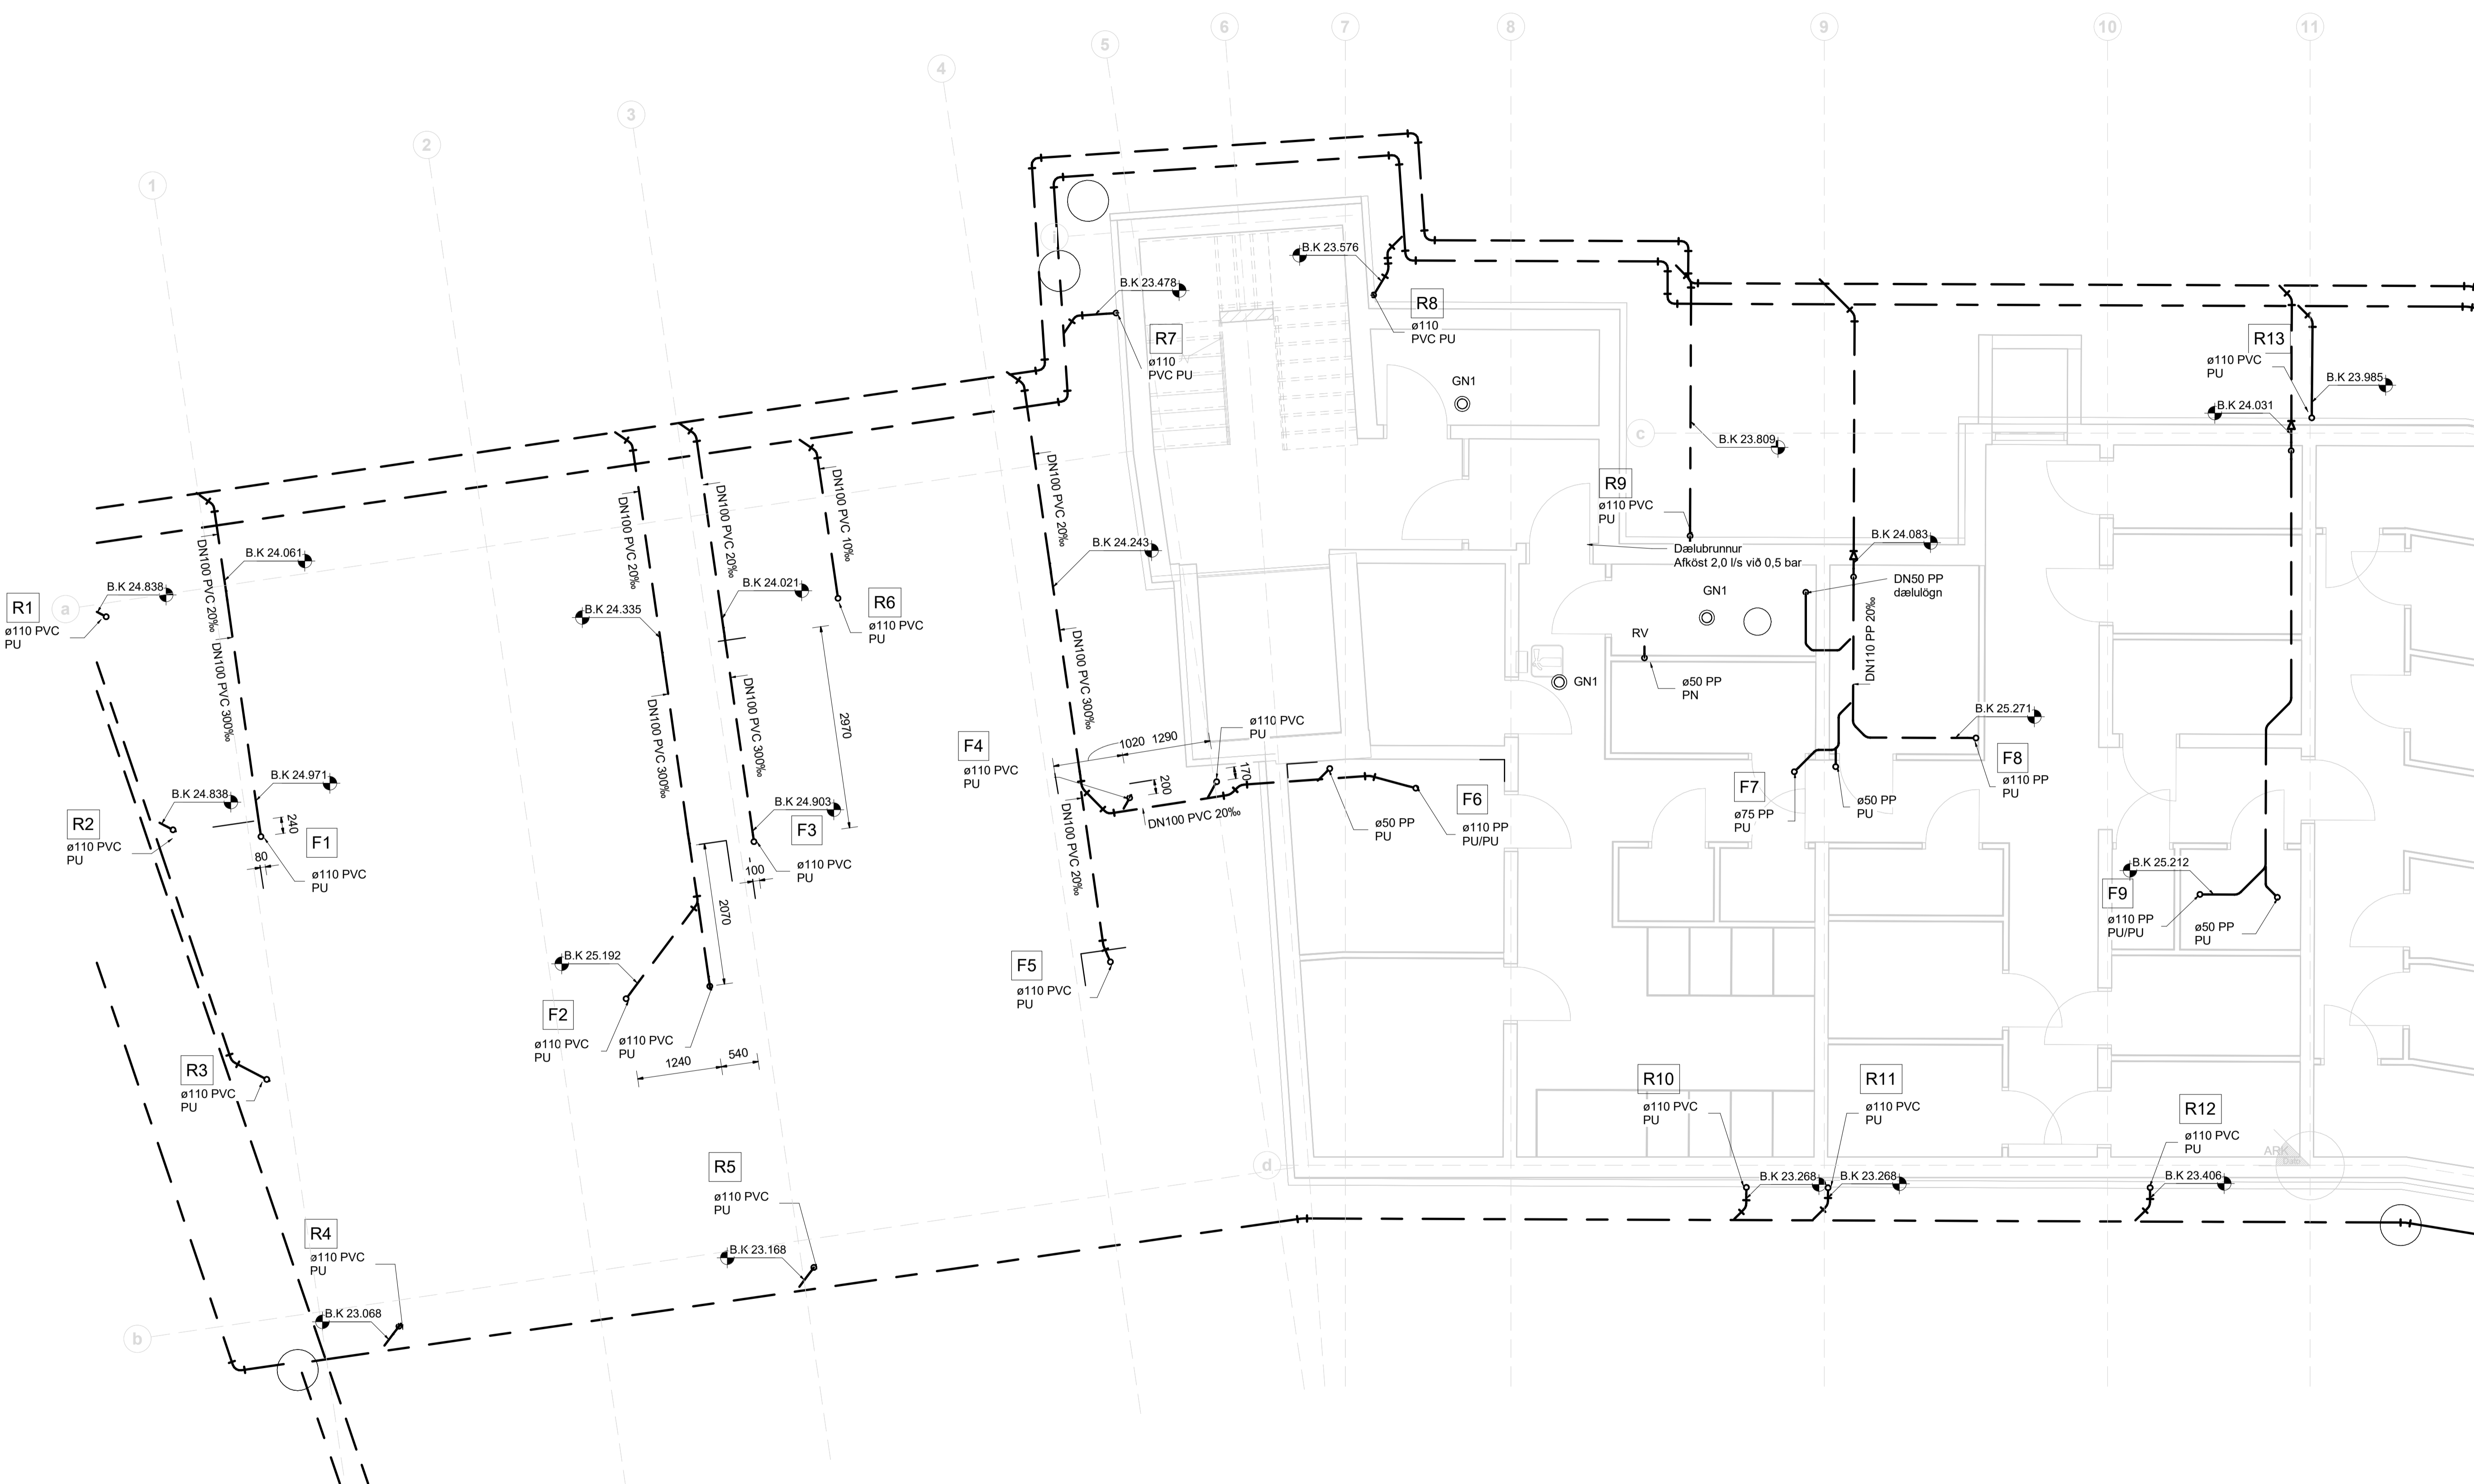 1
2
3
4
5
6
7
8
9
10
11
i
a
b
c
d
R1
ø110 PVC
PU
B.K 24.838
R2
ø110 PVC
PU
B.K 24.838
R3
ø110 PVC
PU
R4
ø110 PVC
PU
B.K 23.068
R5
ø110 PVC
PU
B.K 23.168
DN100 PVC 20‰
B.K 24.061
DN100 PVC 300‰
B.K 24.971
240
80
F1
ø110 PVC
PU
DN100 PVC 20‰
B.K 24.335
DN100 PVC 300‰
B.K 25.192
F2
ø110 PVC
PU
ø110 PVC
PU
1240
540
2070
DN100 PVC 20‰
B.K 24.021
DN100 PVC 300‰
B.K 24.903
F3
ø110 PVC
PU
100
2970
DN100 PVC 10‰
R6
ø110 PVC
PU
DN100 PVC 20‰
B.K 24.243
DN100 PVC 300‰
F4
ø110 PVC
PU
1020
1290
200
170
ø110 PVC
PU
DN100 PVC 20‰
DN100 PVC 20‰
F5
ø110 PVC
PU
ø50 PP
PU
F6
ø110 PP
PU/PU
B.K 23.478
R7
ø110
PVC PU
B.K 23.576
R8
ø110
PVC PU
GN1
R9
ø110 PVC
PU
B.K 23.809
Dælubrunnur
Afköst 2,0 l/s við 0,5 bar
GN1
RV
GN1
ø50 PP
PN
B.K 24.083
DN50 PP
dælulögn
DN110 PP 20‰
B.K 25.271
F7
ø75 PP
PU
ø50 PP
PU
F8
ø110 PP
PU
R13
ø110 PVC
PU
B.K 23.985
B.K 24.031
B.K 25.212
F9
ø110 PP
PU/PU
ø50 PP
PU
R10
ø110 PVC
PU
B.K 23.268
R11
ø110 PVC
PU
B.K 23.268
R12
ø110 PVC
PU
B.K 23.406
ARK